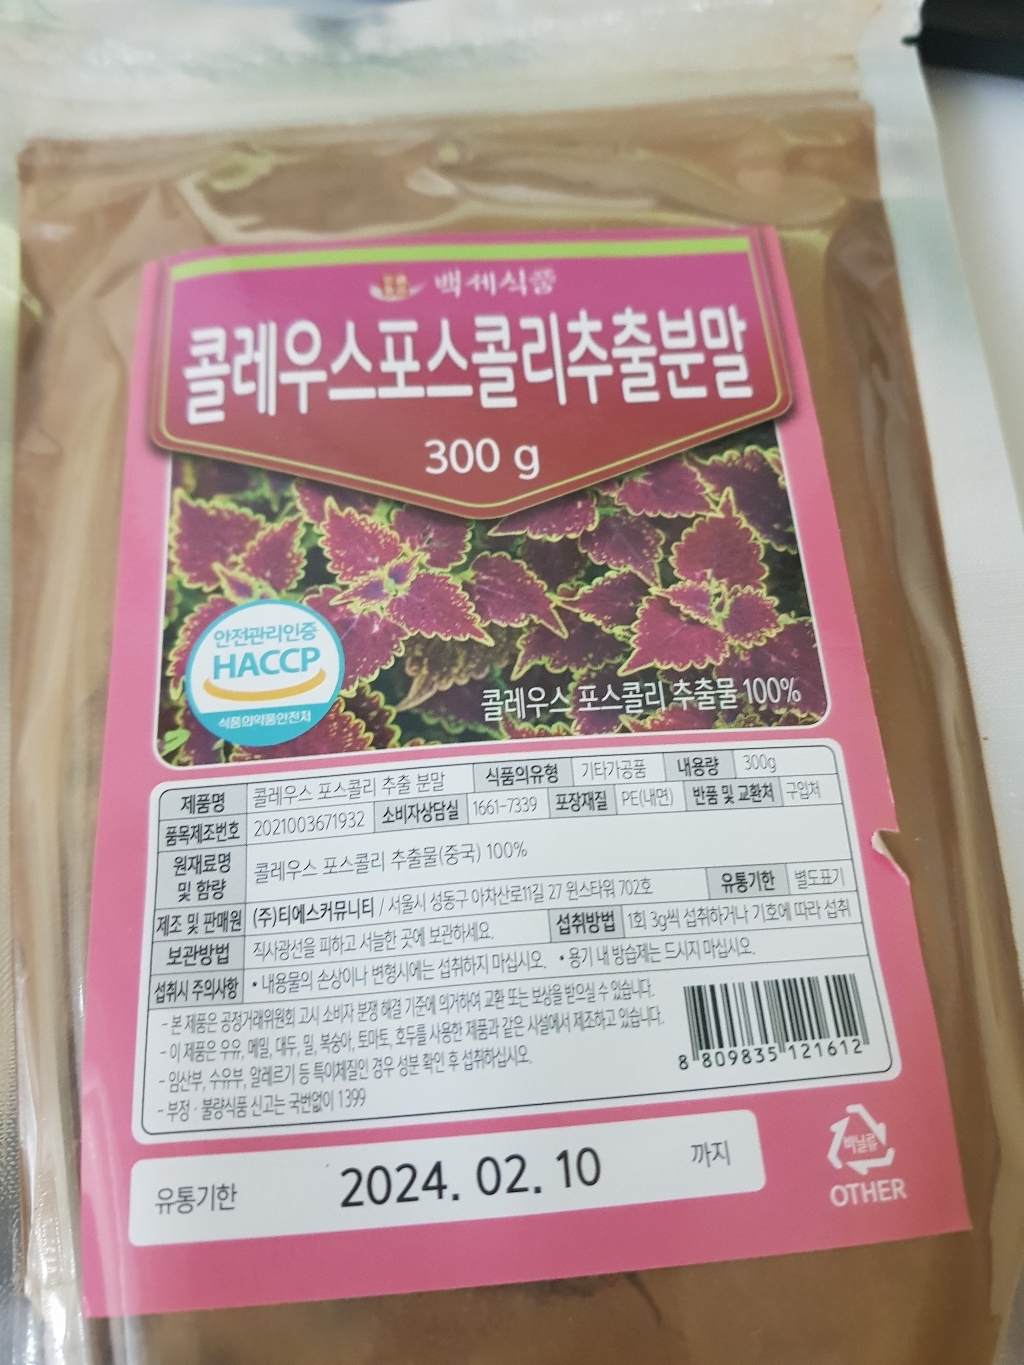 백세식품
콜레우스포스콜리추출분말
300 g
안전관리인증
HACCP
식품의약품안전처
콜레우스 포스콜리 추출물 100%
제품명 콜레우스 포스콜리 추출 분말 식품의유형 기타가공품 내용량 300g
품목제조번호 2021003671932 소비자상담실 1661-7339 포장재질 PE(내면) 반품 및 교환처 구입처
원재료명 및 함량 콜레우스 포스콜리 추출물(중국) 100%
제조 및 판매원 (주)티에스커뮤니티 / 서울시 성동구 아차산로11길 27 윈스타워 702호 유통기한 별도표기
보관방법 직사광선을 피하고 서늘한 곳에 보관하세요. 섭취방법 1회 3g씩 섭취하거나 기호에 따라 섭취
섭취시 주의사항 • 내용물의 손상이나 변형시에는 섭취하지 마십시오. • 용기 내 방습제는 드시지 마십시오.
- 본 제품은 공정거래위원회 고시 소비자 분쟁 해결 기준에 의거하여 교환 또는 보상을 받으실 수 있습니다.
- 이 제품은 우유, 메밀, 대두, 밀, 복숭아, 토마토, 호두를 사용한 제품과 같은 시설에서 제조하고 있습니다.
- 임산부, 수유부, 알레르기 등 특이체질인 경우 성분 확인 후 섭취하십시오.
- 부정 · 불량식품 신고는 국번없이 1399
8 809835 121612
유통기한 2024. 02. 10 까지
비닐류
OTHER